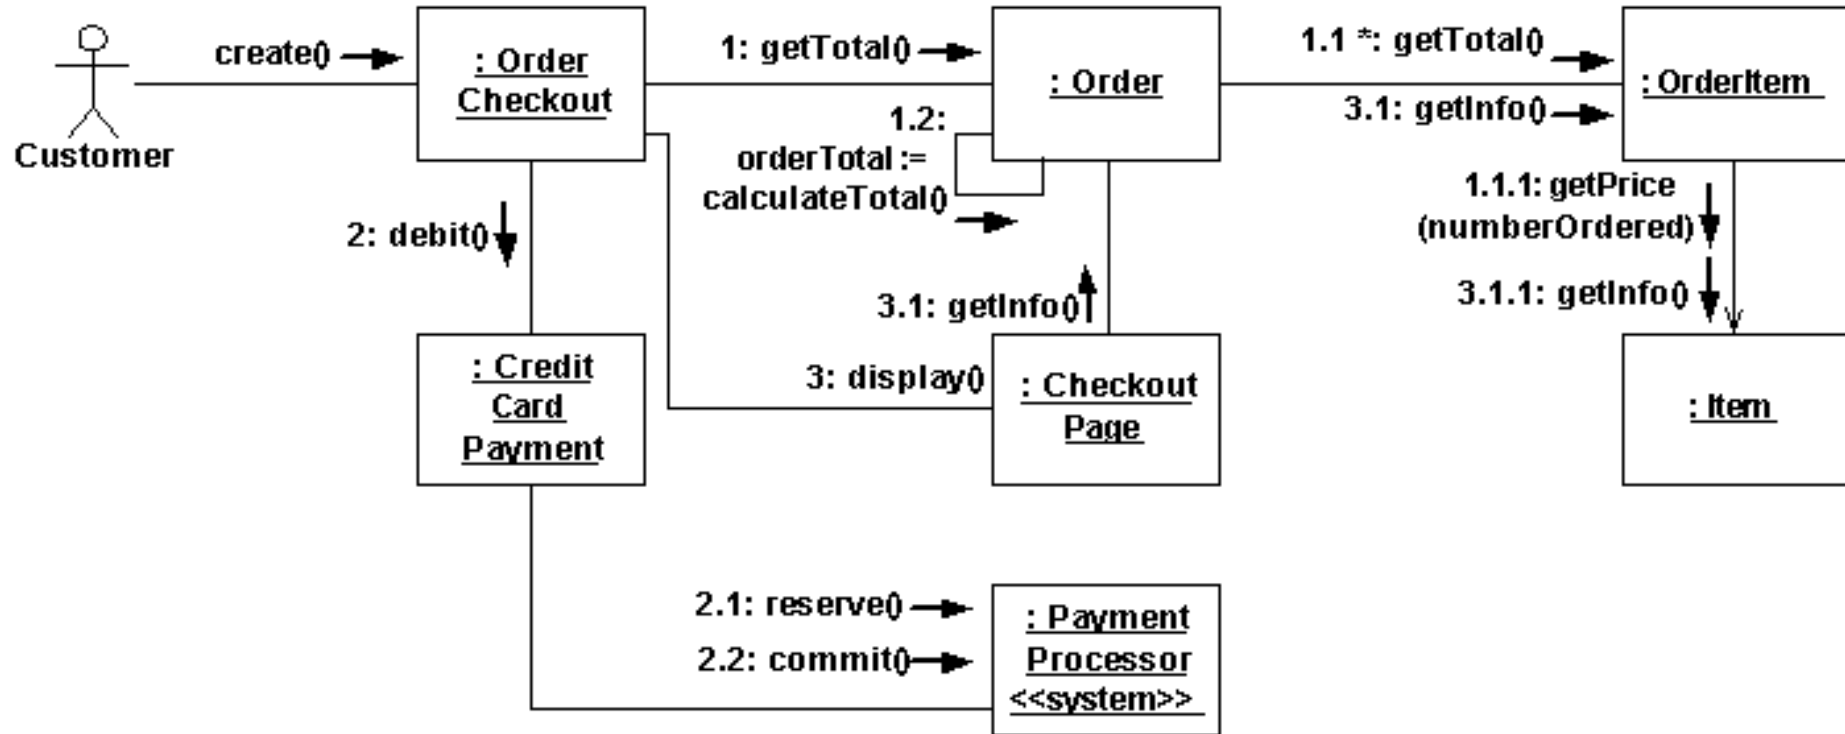 create()
: Order
Checkout
Customer
1: getTotal()
: Order
1.1 *: getTotal()
3.1: getInfo()
: OrderItem
1.2:
orderTotal :=
calculateTotal()
1.1.1: getPrice
(numberOrdered)
3.1.1: getInfo()
2: debit()
3.1: getInfo()
: Credit
Card
Payment
3: display()
: Checkout
Page
: Item
2.1: reserve()
2.2: commit()
: Payment
Processor
<<system>>